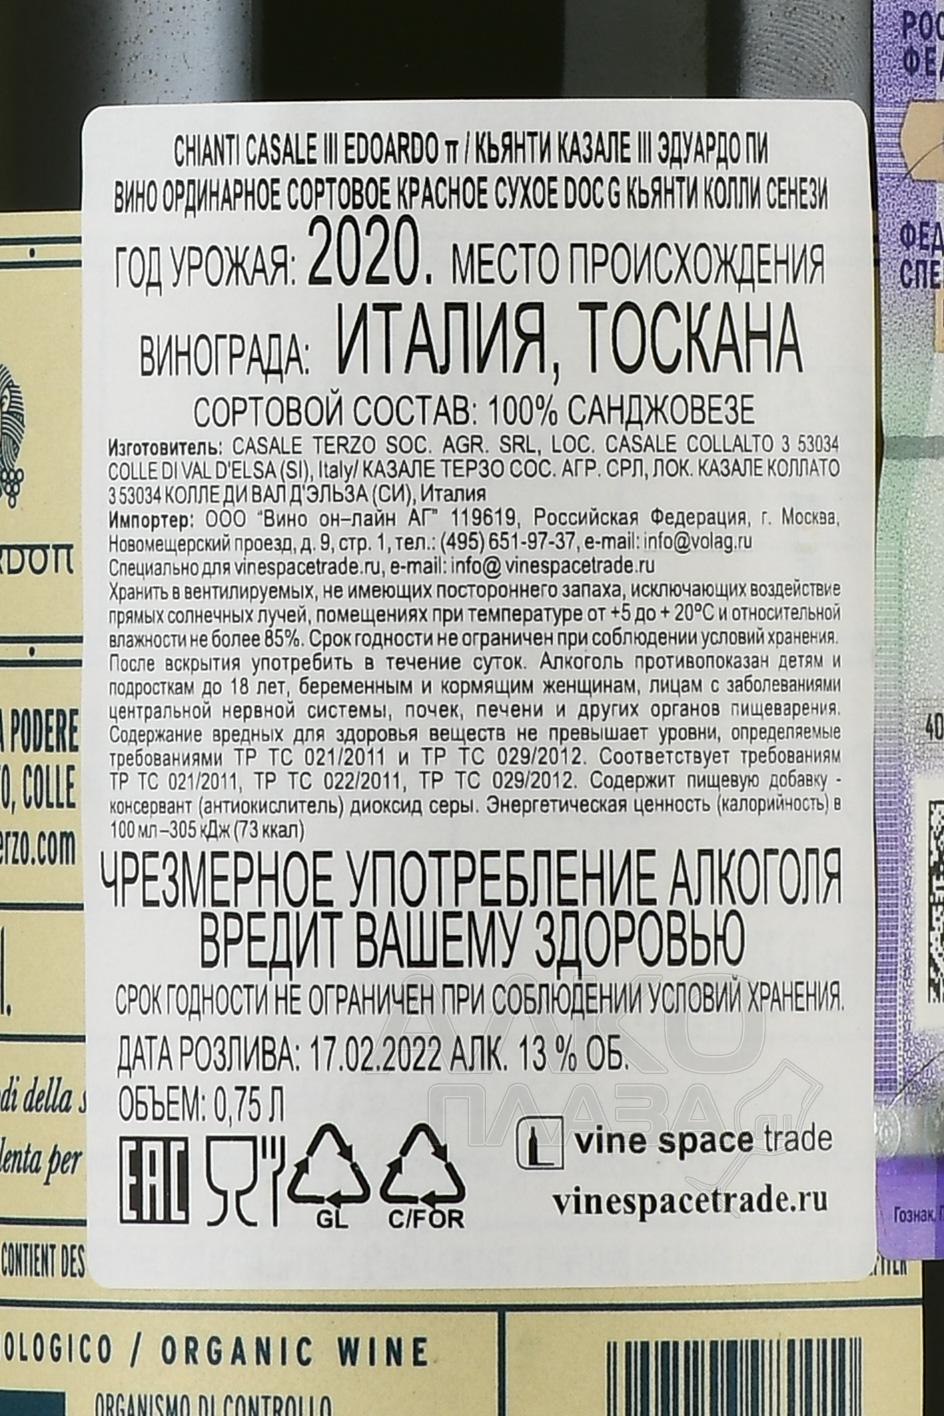 РОС
ФЕД
CHIANTI CASALE III EDOARDO π / КЬЯНТИ КАЗАЛЕ III ЭДУАРДО ПИ
ВИНО ОРДИНАРНОЕ СОРТОВОЕ КРАСНОЕ СУХОЕ DOC G КЬЯНТИ КОЛЛИ СЕНЕЗИ
ГОД УРОЖАЯ: 2020. МЕСТО ПРОИСХОЖДЕНИЯ
ФЕД
СПЕ
ВИНОГРАДА: ИТАЛИЯ, ТОСКАНА
СОРТОВОЙ СОСТАВ: 100% САНДЖОВЕЗЕ
Изготовитель: CASALE TERZO SOC. AGR. SRL, LOC. CASALE COLLALTO 3 53034
COLLE DI VAL D'ELSA (SI), Italy/ КАЗАЛЕ ТЕРЗО СОС. АГР. СРЛ, ЛОК. КАЗАЛЕ КОЛЛАТО
3 53034 КОЛЛЕ ДИ ВАЛ Д'ЭЛЬЗА (СИ), Италия
Импортер: ООО "Вино он–лайн АГ" 119619, Российская Федерация, г. Москва,
Новомещерский проезд, д. 9, стр. 1, тел.: (495) 651-97-37, e-mail: info@volag.ru
Специально для vinespacetrade.ru, e-mail: info@ vinespacetrade.ru
Хранить в вентилируемых, не имеющих постороннего запаха, исключающих воздействие
прямых солнечных лучей, помещениях при температуре от +5 до + 20°С и относительной
влажности не более 85%. Срок годности не ограничен при соблюдении условий хранения.
После вскрытия употребить в течение суток. Алкоголь противопоказан детям и
подросткам до 18 лет, беременным и кормящим женщинам, лицам с заболеваниями
центральной нервной системы, почек, печени и других органов пищеварения.
Содержание вредных для здоровья веществ не превышает уровни, определяемые
требованиями ТР ТС 021/2011 и ТР ТС 029/2012. Соответствует требованиям
ТР ТС 021/2011, ТР ТС 022/2011, ТР ТС 029/2012. Содержит пищевую добавку -
консервант (антиокислитель) диоксид серы. Энергетическая ценность (калорийность) в
100 мл –305 кДж (73 ккал)
ЧРЕЗМЕРНОЕ УПОТРЕБЛЕНИЕ АЛКОГОЛЯ
ВРЕДИТ ВАШЕМУ ЗДОРОВЬЮ
СРОК ГОДНОСТИ НЕ ОГРАНИЧЕН ПРИ СОБЛЮДЕНИИ УСЛОВИЙ ХРАНЕНИЯ.
ДАТА РОЗЛИВА: 17.02.2022 АЛК. 13 % ОБ.
ОБЪЕМ: 0,75 Л
EAC
GL
C/FOR
vine space trade
vinespacetrade.ru
АЛКО
ПЛАЗА
RDOπ
A PODERE
O, COLLE
erzo.com
di della s
lenta per
CONTIENT DES
Гознак,
OLOGICO / ORGANIC WINE
ORGANISMO DI CONTROLLO